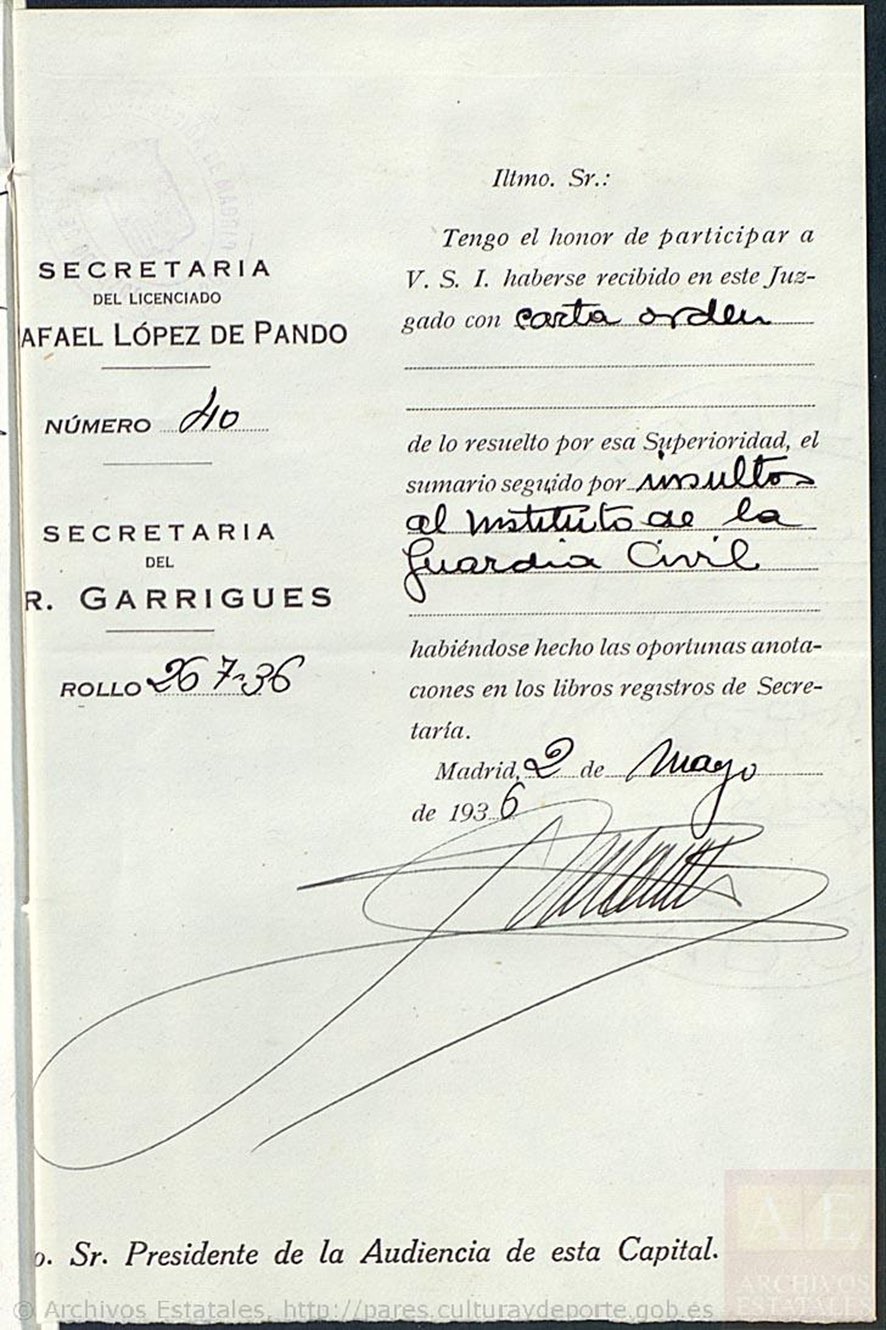 SECRETARIA
DEL LICENCIADO
AFAEL LÓPEZ DE PANDO
NÚMERO 40
SECRETARIA
DEL
R. GARRIGUES
ROLLO 267-36
Iltmo. Sr.:
Tengo el honor de participar a
V. S. I. haberse recibido en este Juz-
gado con carta orden
de lo resuelto por esa Superioridad, el
sumario seguido por insultos
al Instituto de la
Guardia Civil
habiéndose hecho las oportunas anota-
ciones en los libros registros de Secre-
taría.
Madrid, 2 de Mayo
de 1936
o. Sr. Presidente de la Audiencia de esta Capital.
© Archivos Estatales, http://pares.culturaydeporte.gob.es
AE
ARCHIVOS
ESTATALES